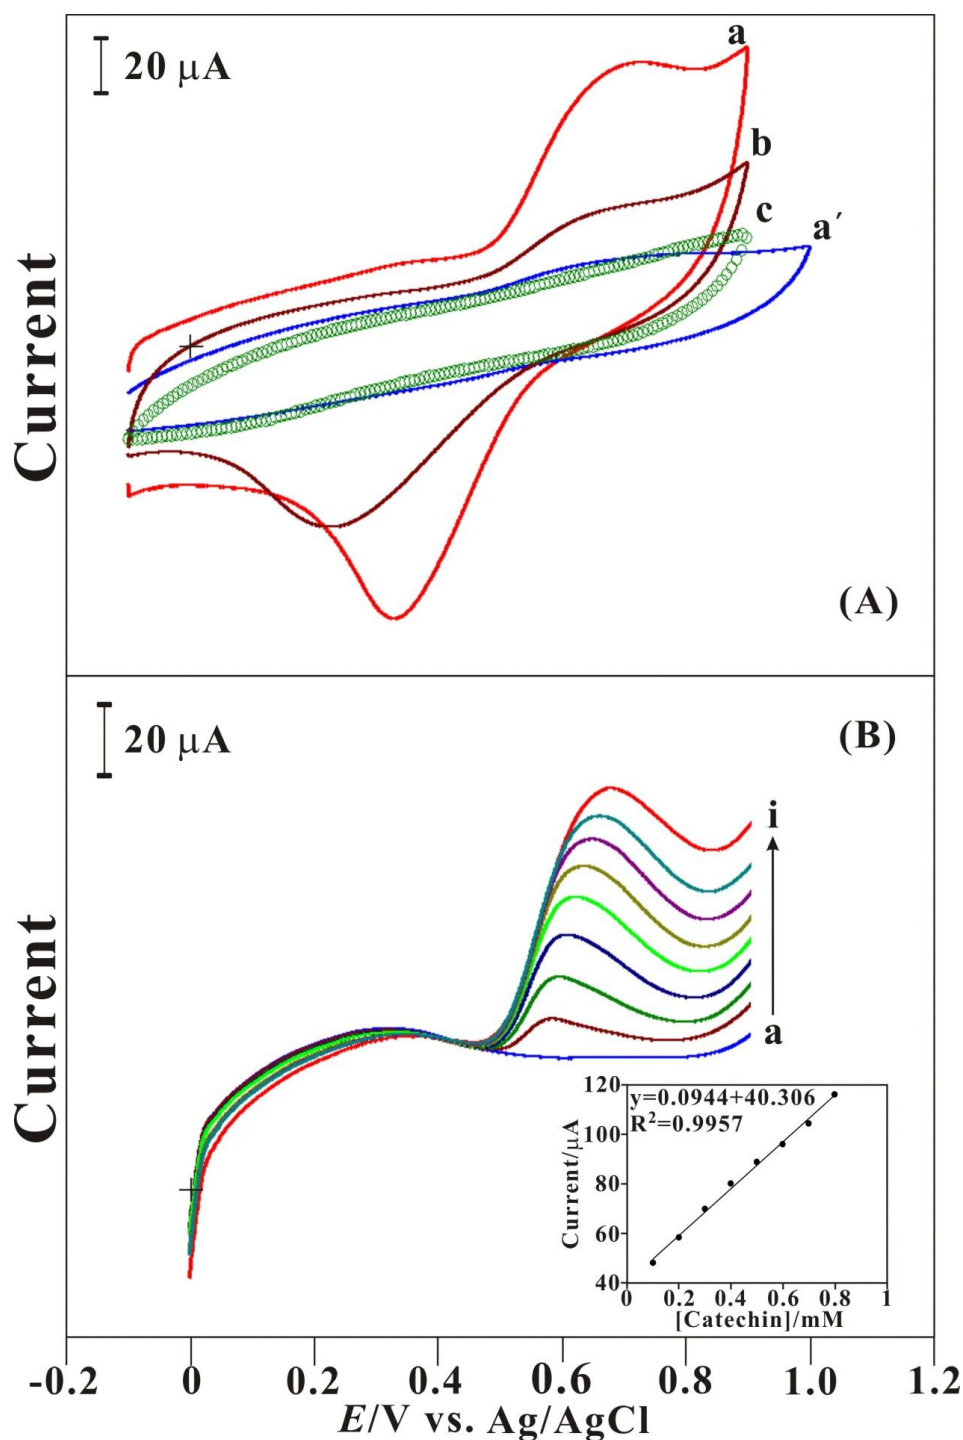 20 μA
a
b
c
a′
Current
(A)
20 μA
(B)
i
a
Current
120
100
80
60
40
y=0.0944+40.306
R²=0.9957
Current/μA
0 0.2 0.4 0.6 0.8 1
[Catechin]/mM
-0.2 0 0.2 0.4 0.6 0.8 1.0 1.2
E/V vs. Ag/AgCl